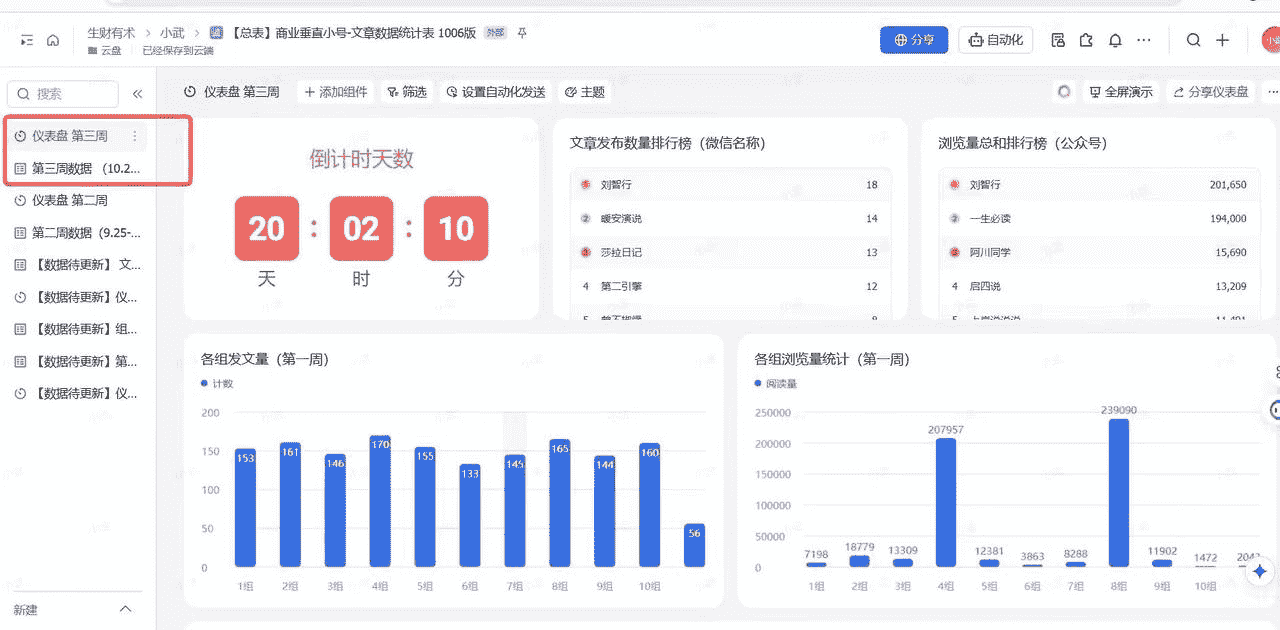 生财有术 > 小武 > 【总表】商业垂直小号-文章数据统计表 1006版 外部
云盘 已经保存到云端
分享
自动化
搜索
仪表盘 第三周
第三周数据 （10.2...
仪表盘 第二周
第二周数据（9.25-...
【数据待更新】 文...
【数据待更新】仪...
【数据待更新】组...
【数据待更新】第...
【数据待更新】仪...
新建
仪表盘 第三周
添加组件
筛选
设置自动化发送
主题
全屏演示
分享仪表盘
倒计时天数
20 : 02 : 10
天 时 分
文章发布数量排行榜（微信名称）
刘智行 18
2 暖安演说 14
3 莎拉日记 13
4 第二引擎 12
浏览量总和排行榜（公众号）
刘智行 201,650
2 一生必读 194,000
阿川同学 15,690
4 启四说 13,209
各组发文量（第一周）
计数
200
150
100
50
0
153 161 146 170 155 133 145 165 144 160 56
1组 2组 3组 4组 5组 6组 7组 8组 9组 10组
各组浏览量统计（第一周）
阅读量
250000
200000
150000
100000
50000
0
7198 18779 13309 207957 12381 3863 8288 239090 11902 1472
1组 2组 3组 4组 5组 6组 7组 8组 9组 10组